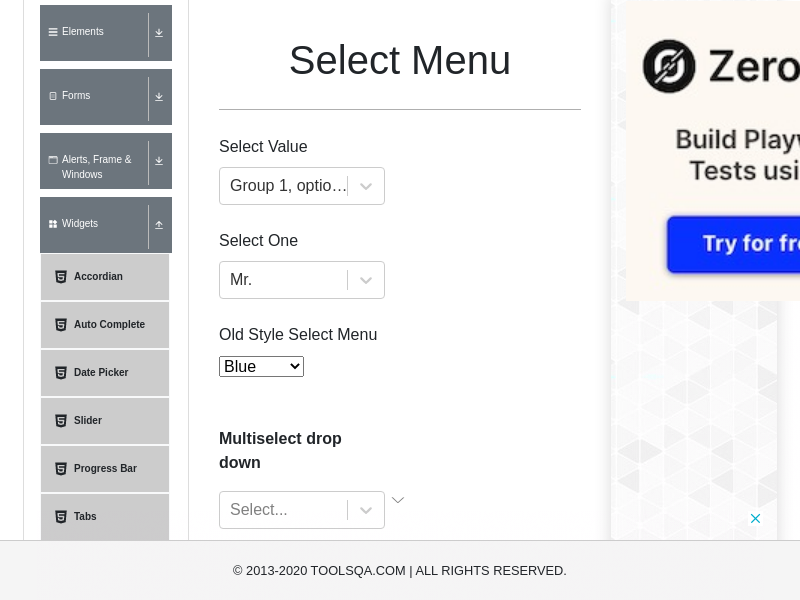 Elements
Forms
Alerts, Frame &
Windows
Widgets
Accordian
Auto Complete
Date Picker
Slider
Progress Bar
Tabs
Select Menu
Select Value
Group 1, optio...
Select One
Mr.
Old Style Select Menu
Blue
Multiselect drop
down
Select...
Zero
Build Playw
Tests usi
Try for fre
© 2013-2020 TOOLSQA.COM | ALL RIGHTS RESERVED.